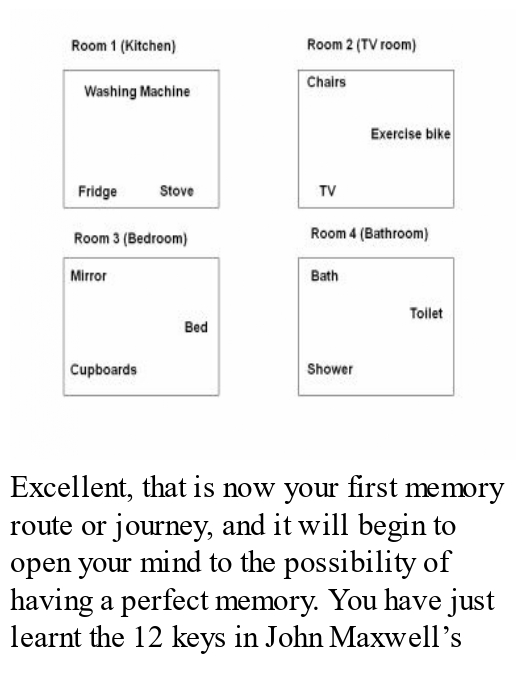 Room 1 (Kitchen)
Washing Machine
Fridge Stove
Room 2 (TV room)
Chairs
Exercise bike
TV
Room 3 (Bedroom)
Mirror
Bed
Cupboards
Room 4 (Bathroom)
Bath
Toilet
Shower
Excellent, that is now your first memory
route or journey, and it will begin to
open your mind to the possibility of
having a perfect memory. You have just
learnt the 12 keys in John Maxwell’s